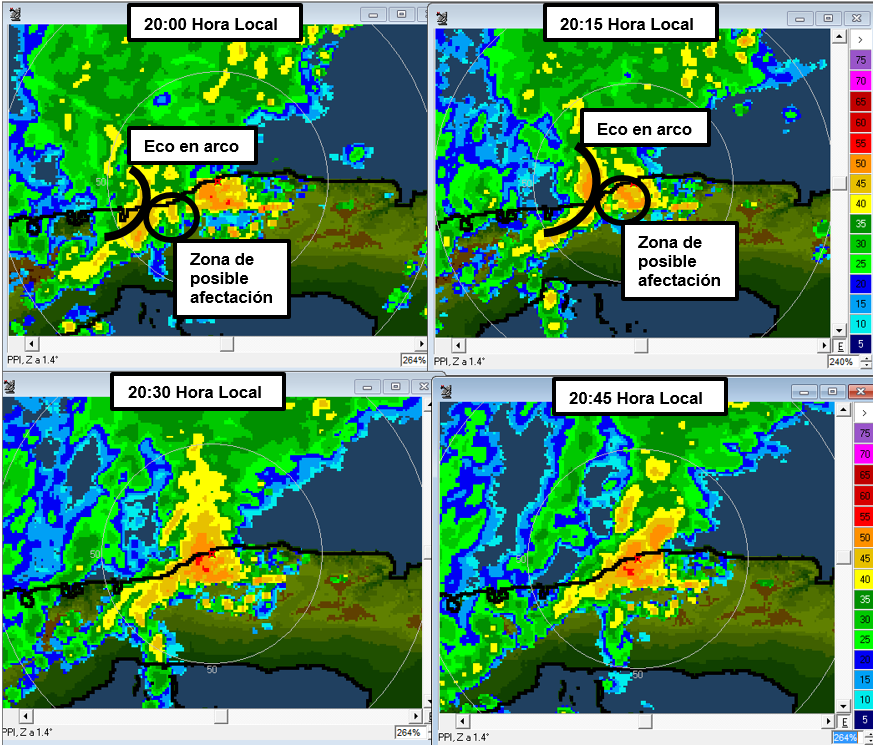 20:00 Hora Local
Eco en arco
50
Zona de
posible
afectación
PPI, Z a 1.4°
264%
20:15 Hora Local
Eco en arco
50
Zona de
posible
afectación
>
75
70
65
60
55
50
45
40
35
30
25
20
15
10
5
E
PPI, Z a 1.4°
240%
20:30 Hora Local
50
50
PPI, Z a 1.4°
264%
20:45 Hora Local
50
50
>
75
70
65
60
55
50
45
40
35
30
25
20
15
10
5
E
PPI, Z a 1.4°
264%